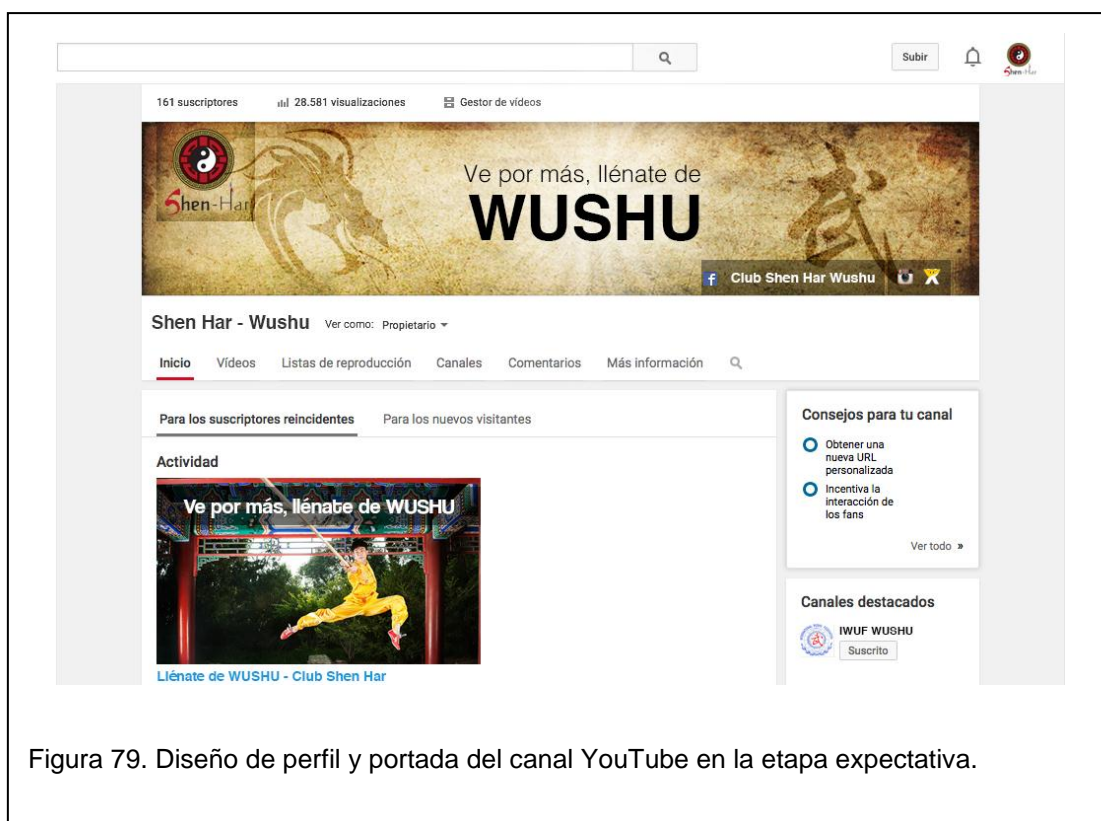 Subir
Shen-Har
161 suscriptores 28.581 visualizaciones Gestor de vídeos
Shen-Har
Ve por más, llénate de
WUSHU
武
Club Shen Har Wushu
Shen Har - Wushu Ver como: Propietario
Inicio Vídeos Listas de reproducción Canales Comentarios Más información
Para los suscriptores reincidentes Para los nuevos visitantes
Actividad
Ve por más, llénate de WUSHU
Llénate de WUSHU - Club Shen Har
Consejos para tu canal
Obtener una
nueva URL
personalizada
Incentiva la
interacción de
los fans
Ver todo »
Canales destacados
IWUF WUSHU
Suscrito
Figura 79. Diseño de perfil y portada del canal YouTube en la etapa expectativa.